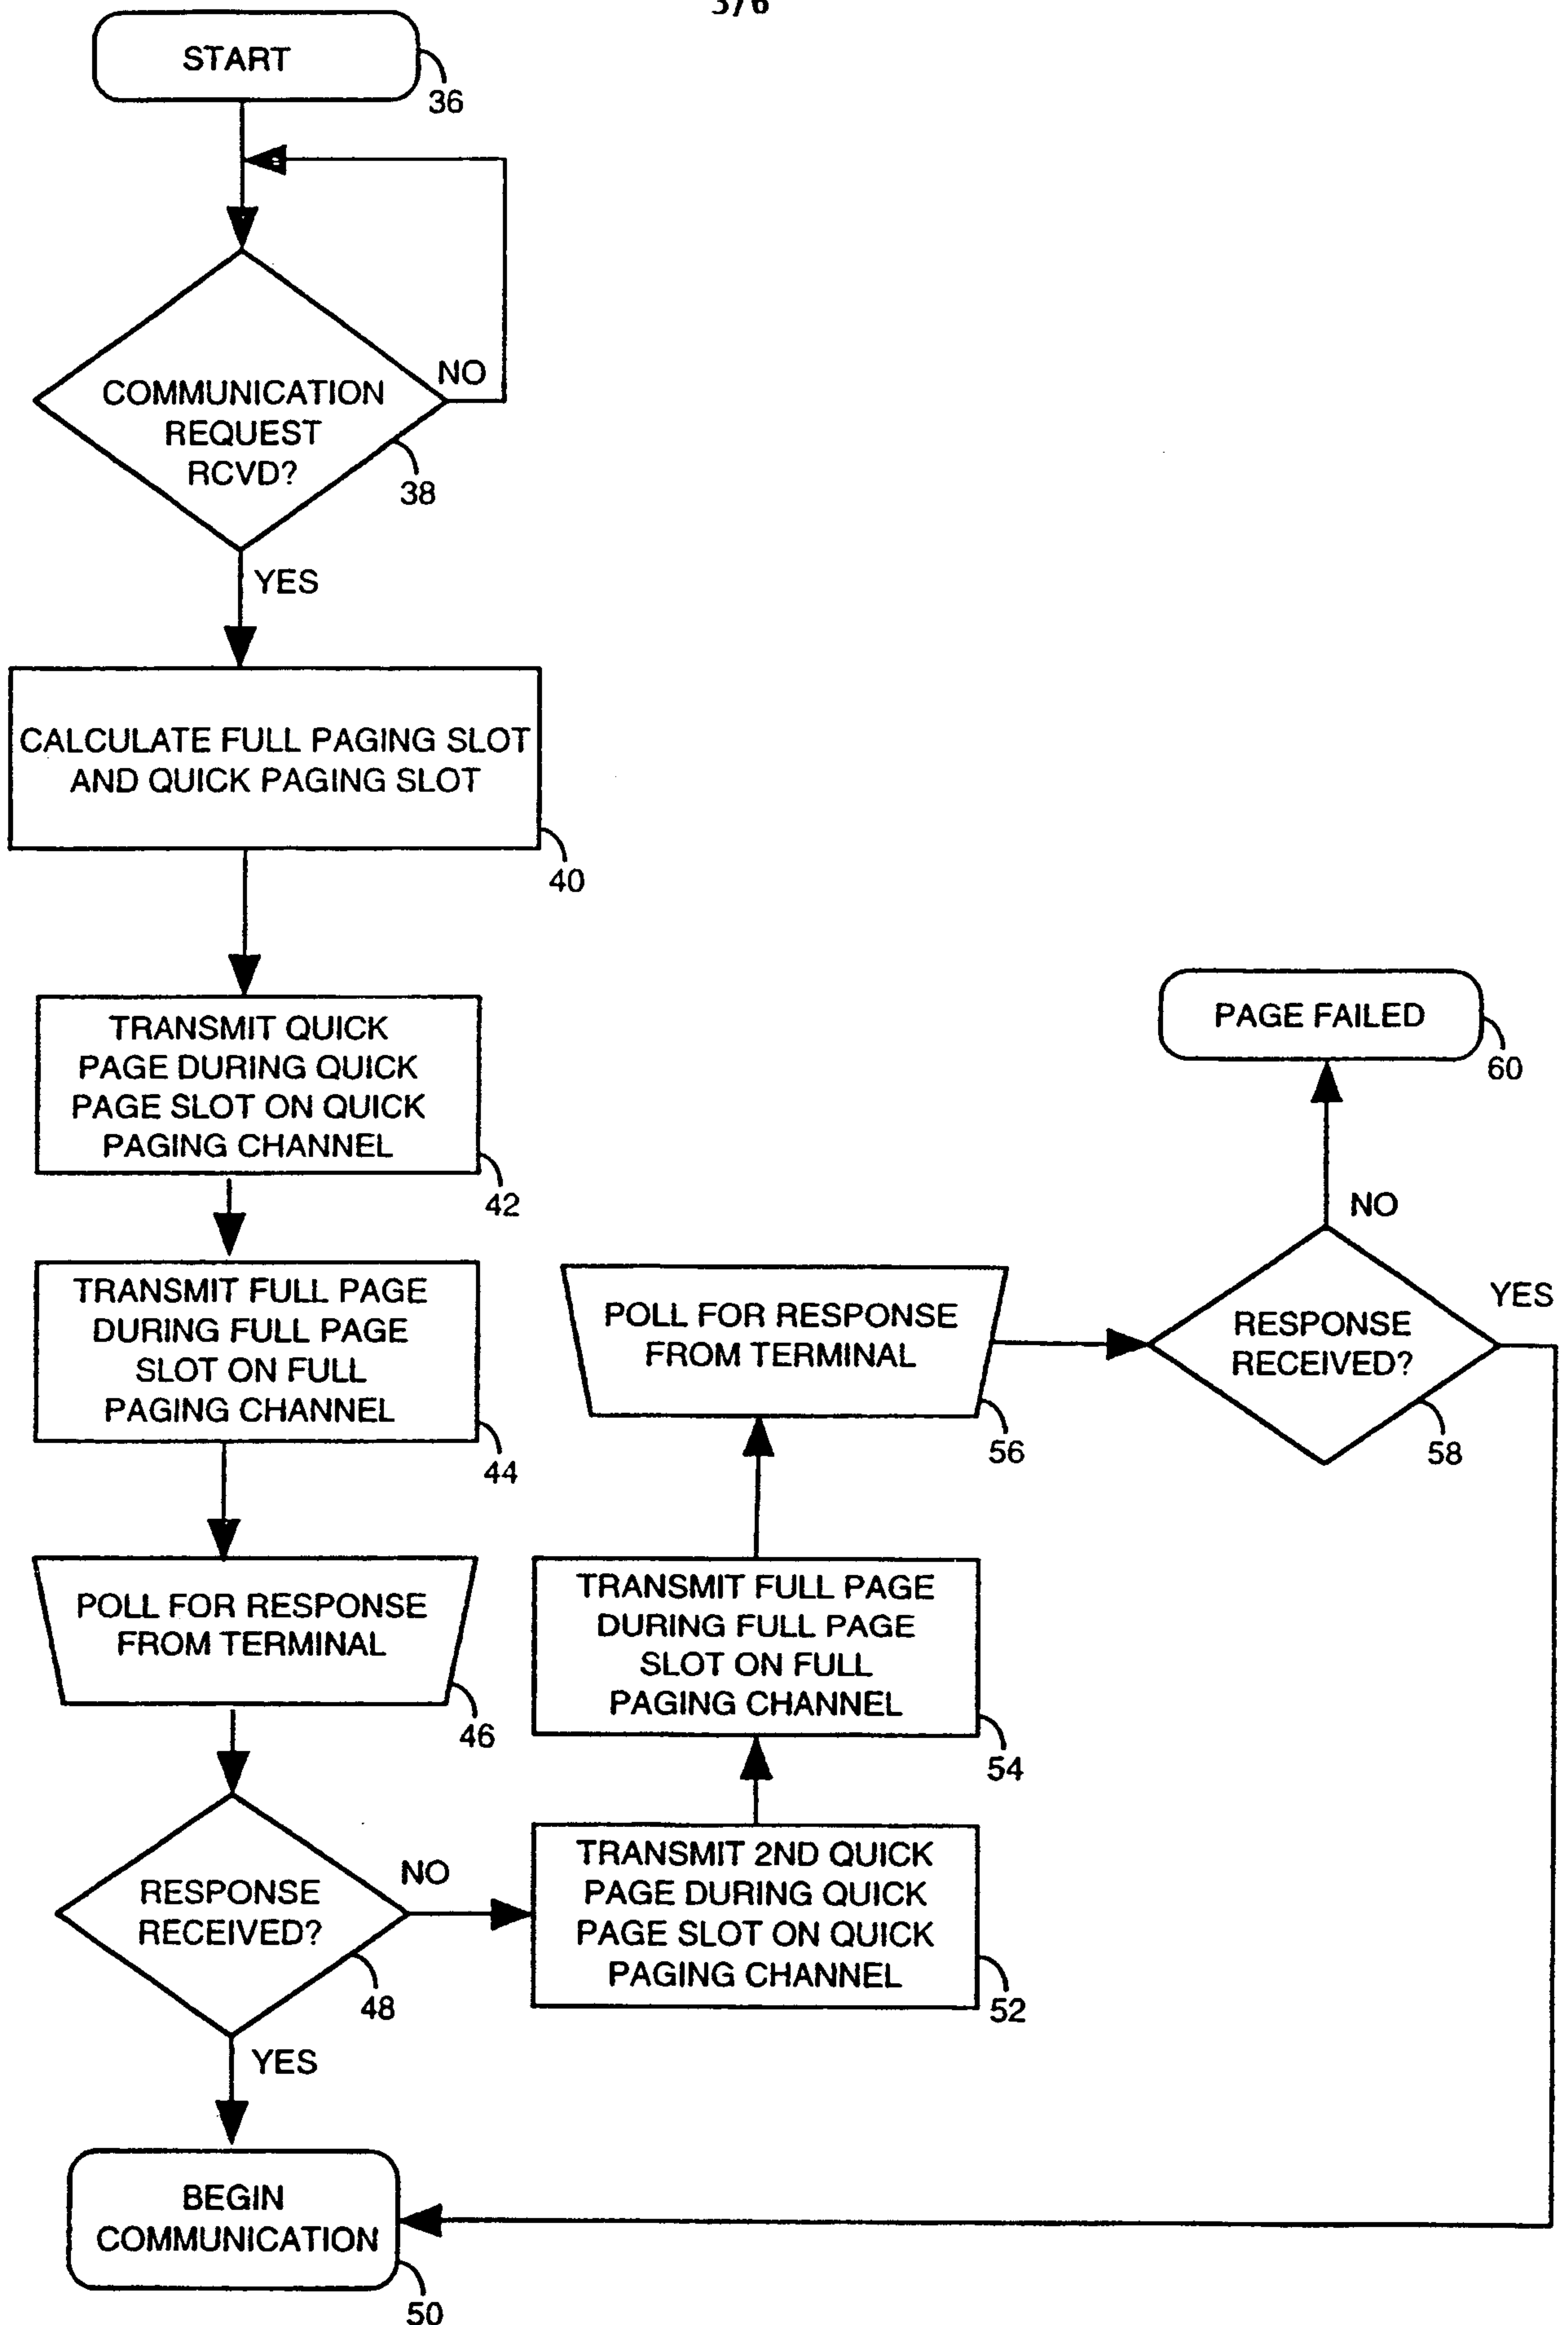 3/6
START
36
NO
COMMUNICATION
REQUEST
RCVD?
38
YES
CALCULATE FULL PAGING SLOT
AND QUICK PAGING SLOT
40
TRANSMIT QUICK
PAGE DURING QUICK
PAGE SLOT ON QUICK
PAGING CHANNEL
42
TRANSMIT FULL PAGE
DURING FULL PAGE
SLOT ON FULL
PAGING CHANNEL
44
POLL FOR RESPONSE
FROM TERMINAL
46
RESPONSE
RECEIVED?
48
NO
YES
BEGIN
COMMUNICATION
50
TRANSMIT 2ND QUICK
PAGE DURING QUICK
PAGE SLOT ON QUICK
PAGING CHANNEL
52
TRANSMIT FULL PAGE
DURING FULL PAGE
SLOT ON FULL
PAGING CHANNEL
54
POLL FOR RESPONSE
FROM TERMINAL
56
RESPONSE
RECEIVED?
58
YES
NO
PAGE FAILED
60